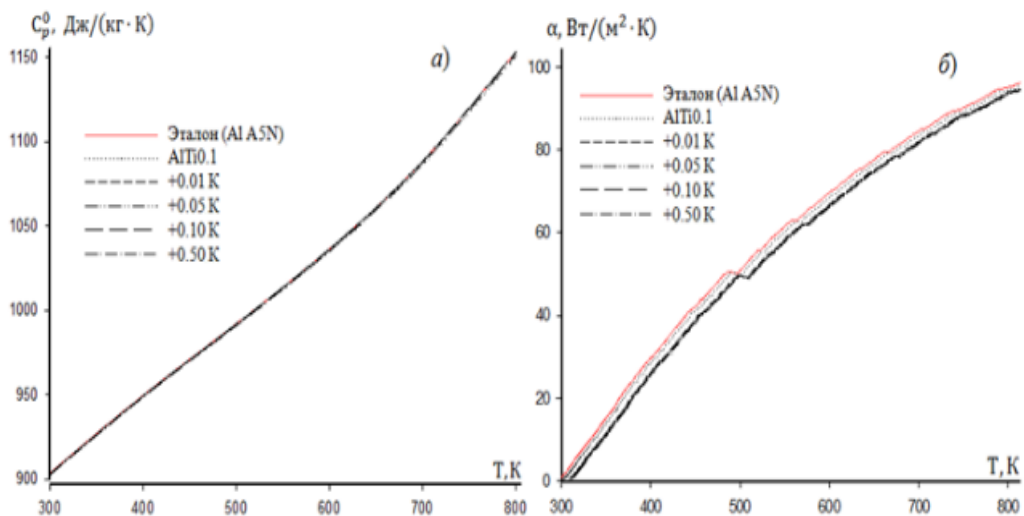 C_p^0, Дж/(кг · К)
а)
1150
1100
1050
1000
950
900
Эталон (Al A5N)
AlTi0.1
+0.01 K
+0.05 K
+0.10 K
+0.50 K
T, К
300 400 500 600 700 800
α, Вт/(м² · К)
б)
100
80
60
40
20
0
Эталон (Al A5N)
AlTi0.1
+0.01 K
+0.05 K
+0.10 K
+0.50 K
T, К
300 400 500 600 700 800